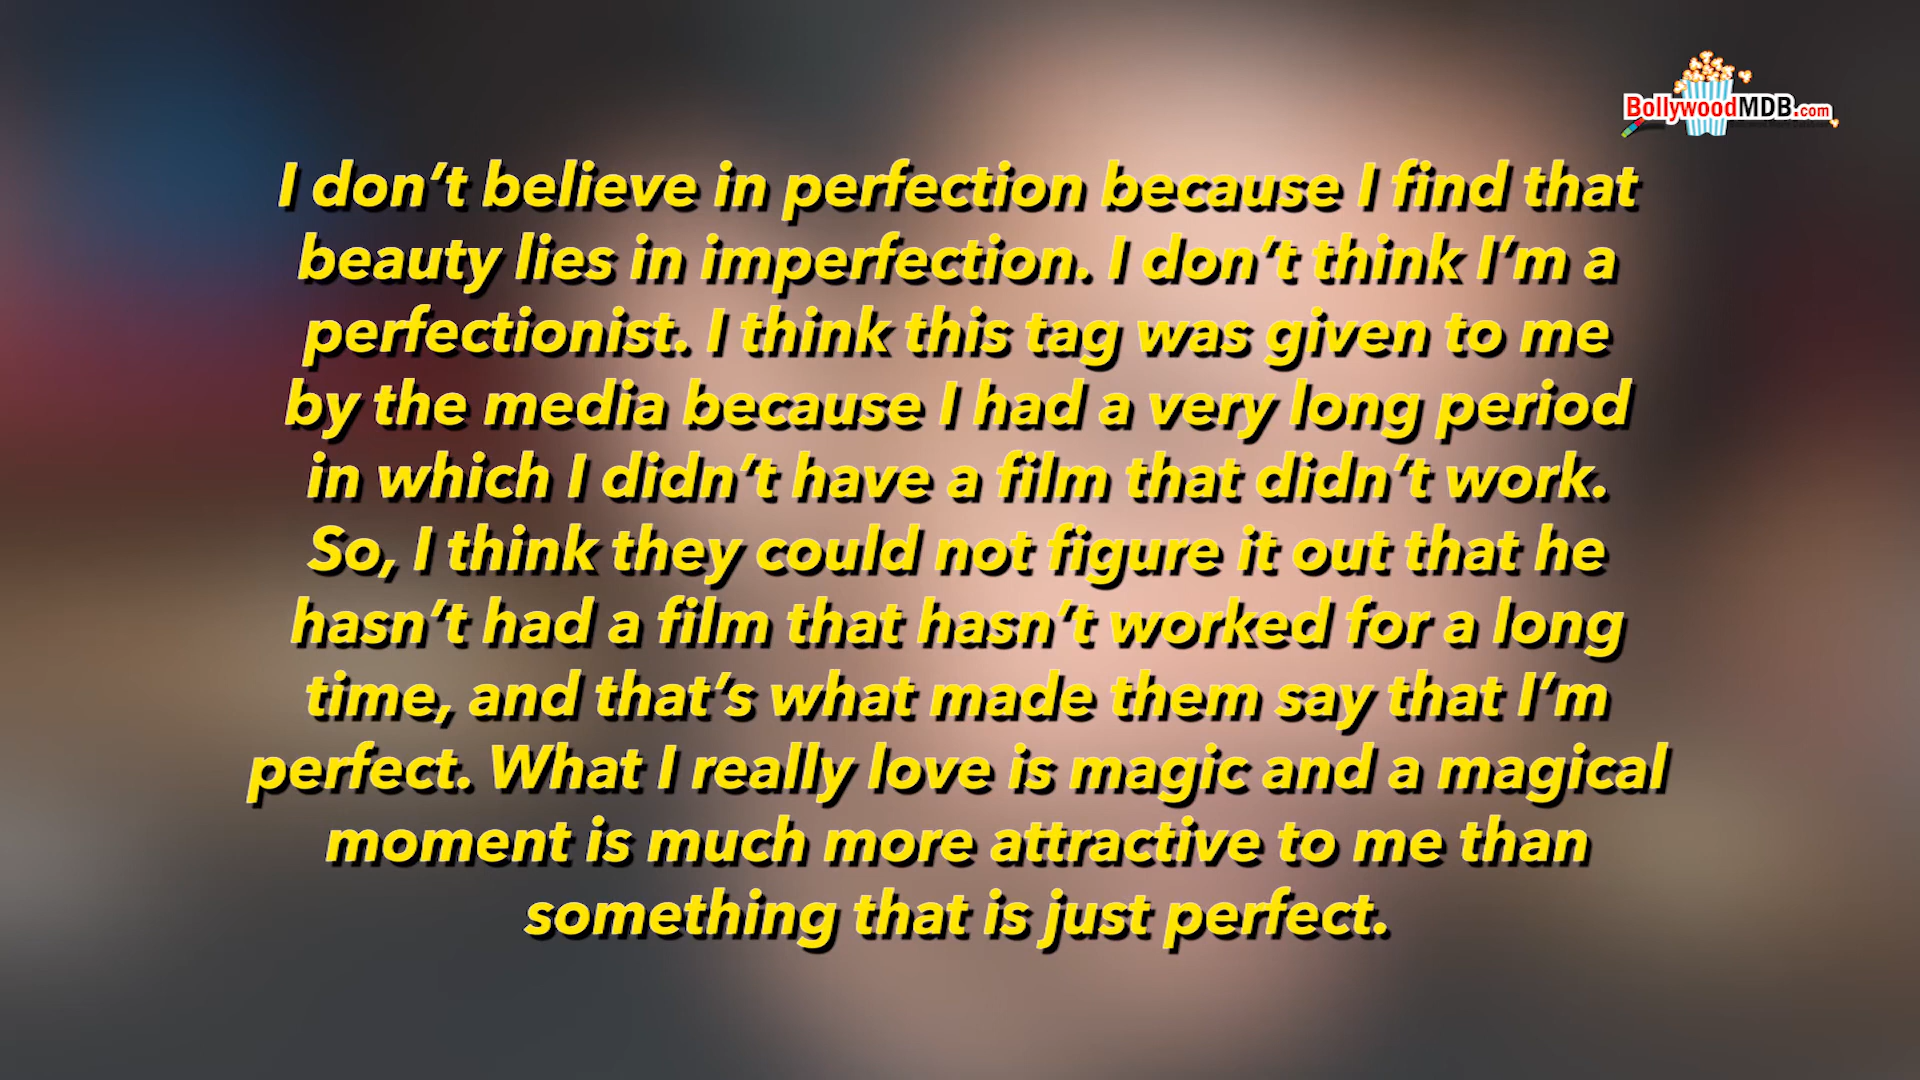 BollywoodMDB.com
I don’t believe in perfection because I find that
beauty lies in imperfection. I don’t think I’m a
perfectionist. I think this tag was given to me
by the media because I had a very long period
in which I didn’t have a film that didn’t work.
So, I think they could not figure it out that he
hasn’t had a film that hasn’t worked for a long
time, and that’s what made them say that I’m
perfect. What I really love is magic and a magical
moment is much more attractive to me than
something that is just perfect.